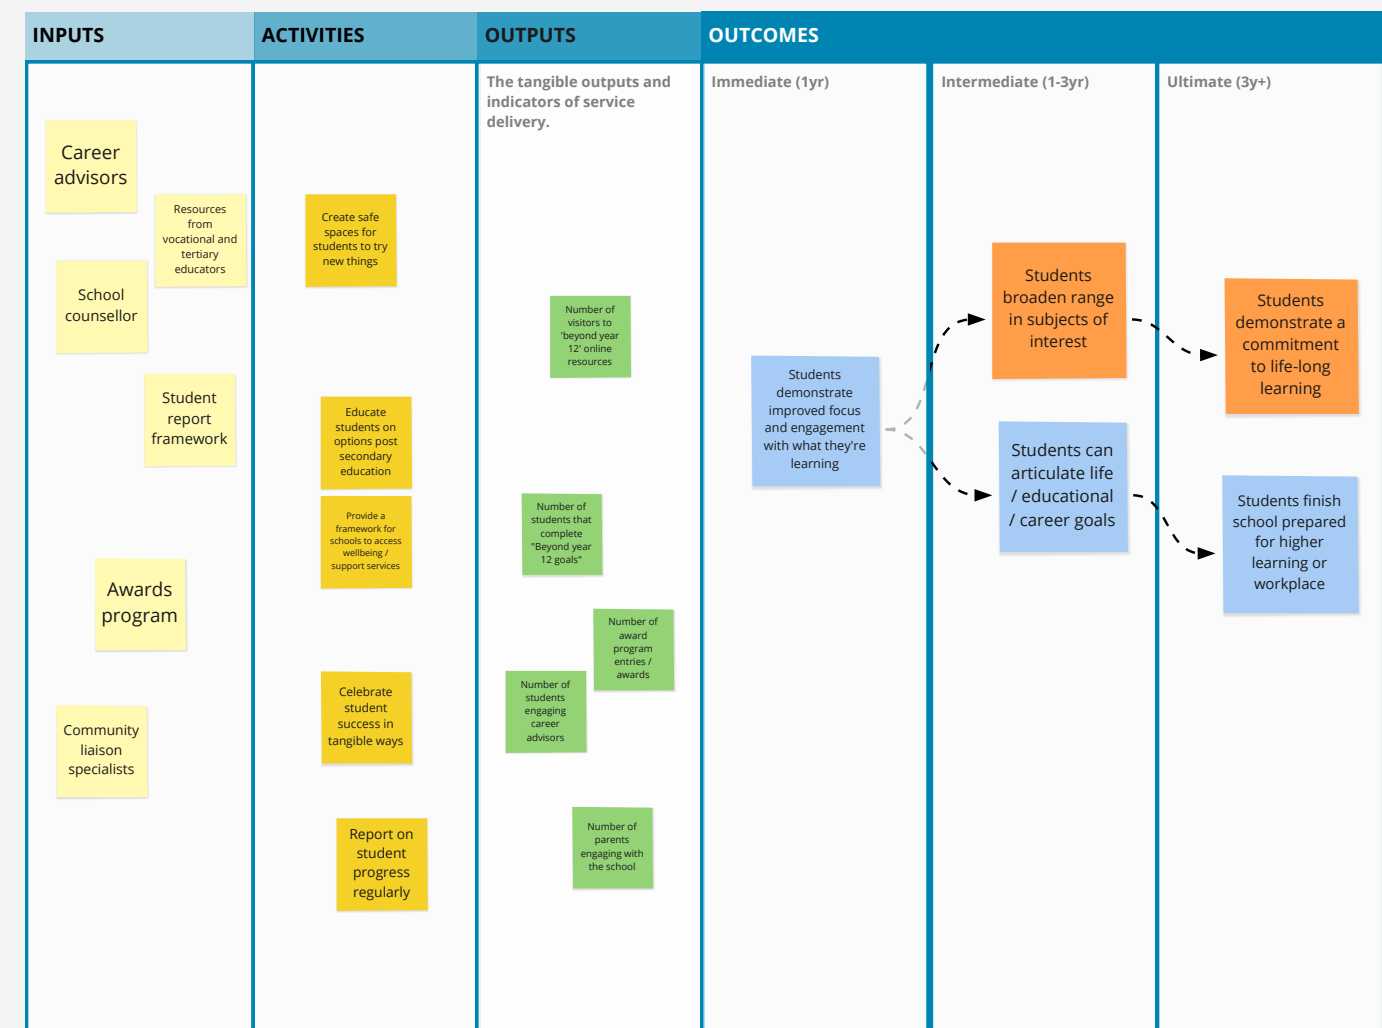 INPUTS
ACTIVITIES
OUTPUTS
OUTCOMES
The tangible outputs and
indicators of service
delivery.
Immediate (1yr)
Intermediate (1-3yr)
Ultimate (3y+)
Career
advisors
Resources
from
vocational and
tertiary
educators
School
counsellor
Student
report
framework
Awards
program
Community
liaison
specialists
Create safe
spaces for
students to try
new things
Educate
students on
options post
secondary
education
Provide a
framework for
schools to access
wellbeing /
support services
Celebrate
student
success in
tangible ways
Report on
student
progress
regularly
Number of
visitors to
'beyond year
12' online
resources
Number of
students that
complete
"Beyond year
12 goals"
Number of
award
program
entries /
awards
Number of
students
engaging
career
advisors
Number of
parents
engaging with
the school
Students
demonstrate
improved focus
and engagement
with what they're
learning
Students
broaden range
in subjects of
interest
Students can
articulate life
/ educational
/ career goals
Students
demonstrate a
commitment
to life-long
learning
Students finish
school prepared
for higher
learning or
workplace